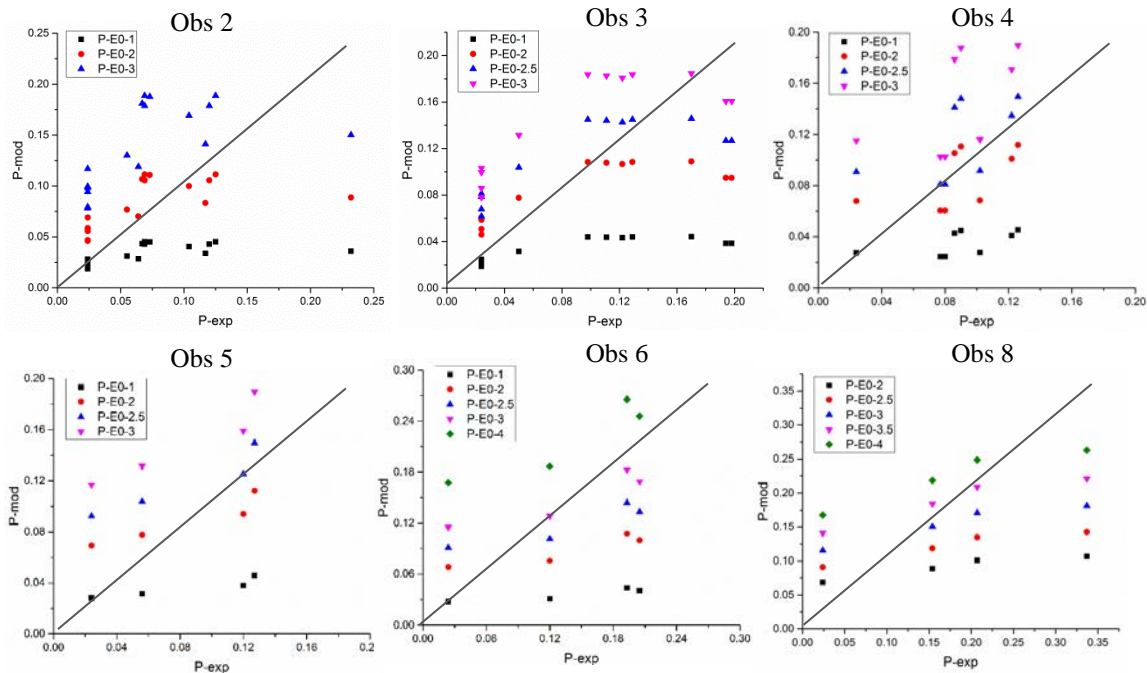 Obs 2
Obs 3
Obs 4
P-E0-1
P-E0-2
P-E0-3
P-mod
0.25
0.20
0.15
0.10
0.05
0.00
0.00 0.05 0.10 0.15 0.20 0.25
P-exp
P-E0-1
P-E0-2
P-E0-2.5
P-E0-3
P-mod
0.20
0.16
0.12
0.08
0.04
0.00
0.00 0.04 0.08 0.12 0.16 0.20
P-exp
P-E0-1
P-E0-2
P-E0-2.5
P-E0-3
P-mod
0.20
0.16
0.12
0.08
0.04
0.00
0.00 0.04 0.08 0.12 0.16 0.20
P-exp
Obs 5
Obs 6
Obs 8
P-E0-1
P-E0-2
P-E0-2.5
P-E0-3
P-mod
0.20
0.16
0.12
0.08
0.04
0.00
0.00 0.04 0.08 0.12 0.16 0.2
P-exp
P-E0-1
P-E0-2
P-E0-2.5
P-E0-3
P-E0-4
P-mod
0.30
0.24
0.18
0.12
0.06
0.00
0.00 0.06 0.12 0.18 0.24 0.30
P-exp
P-E0-2
P-E0-2.5
P-E0-3
P-E0-3.5
P-E0-4
P-mod
0.35
0.30
0.25
0.20
0.15
0.10
0.05
0.00
0.00 0.05 0.10 0.15 0.20 0.25 0.30 0.35
P-exp